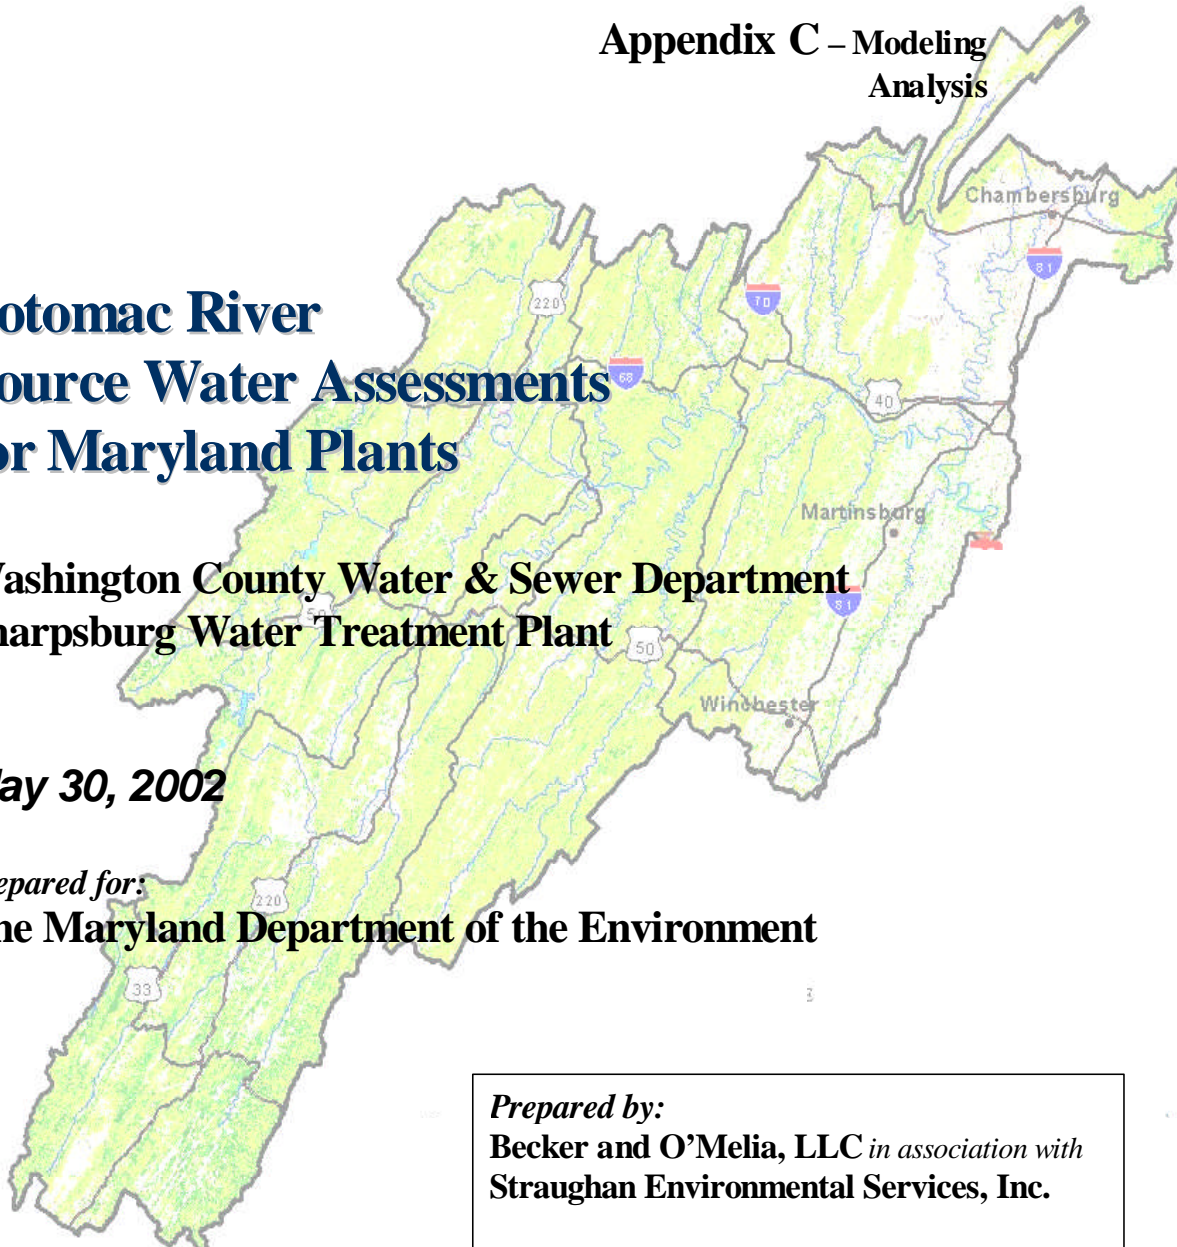 Appendix C – Modeling
Analysis
Chambersburg
81
70
220
otomac River
ource Water Assessments
68
40
or Maryland Plants
Martinsburg
ashington County Water & Sewer Department
81
50
harpsburg Water Treatment Plant
50
Winchester
ay 30, 2002
epared for:
220
he Maryland Department of the Environment
33
Prepared by:
Becker and O’Melia, LLC in association with
Straughan Environmental Services, Inc.